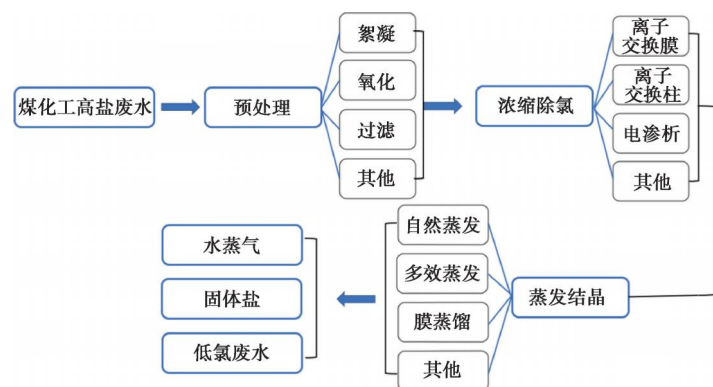 煤化工高盐废水
预处理
絮凝
氧化
过滤
其他
浓缩除氯
离子
交换膜
离子
交换柱
电渗析
其他
蒸发结晶
自然蒸发
多效蒸发
膜蒸馏
其他
水蒸气
固体盐
低氯废水